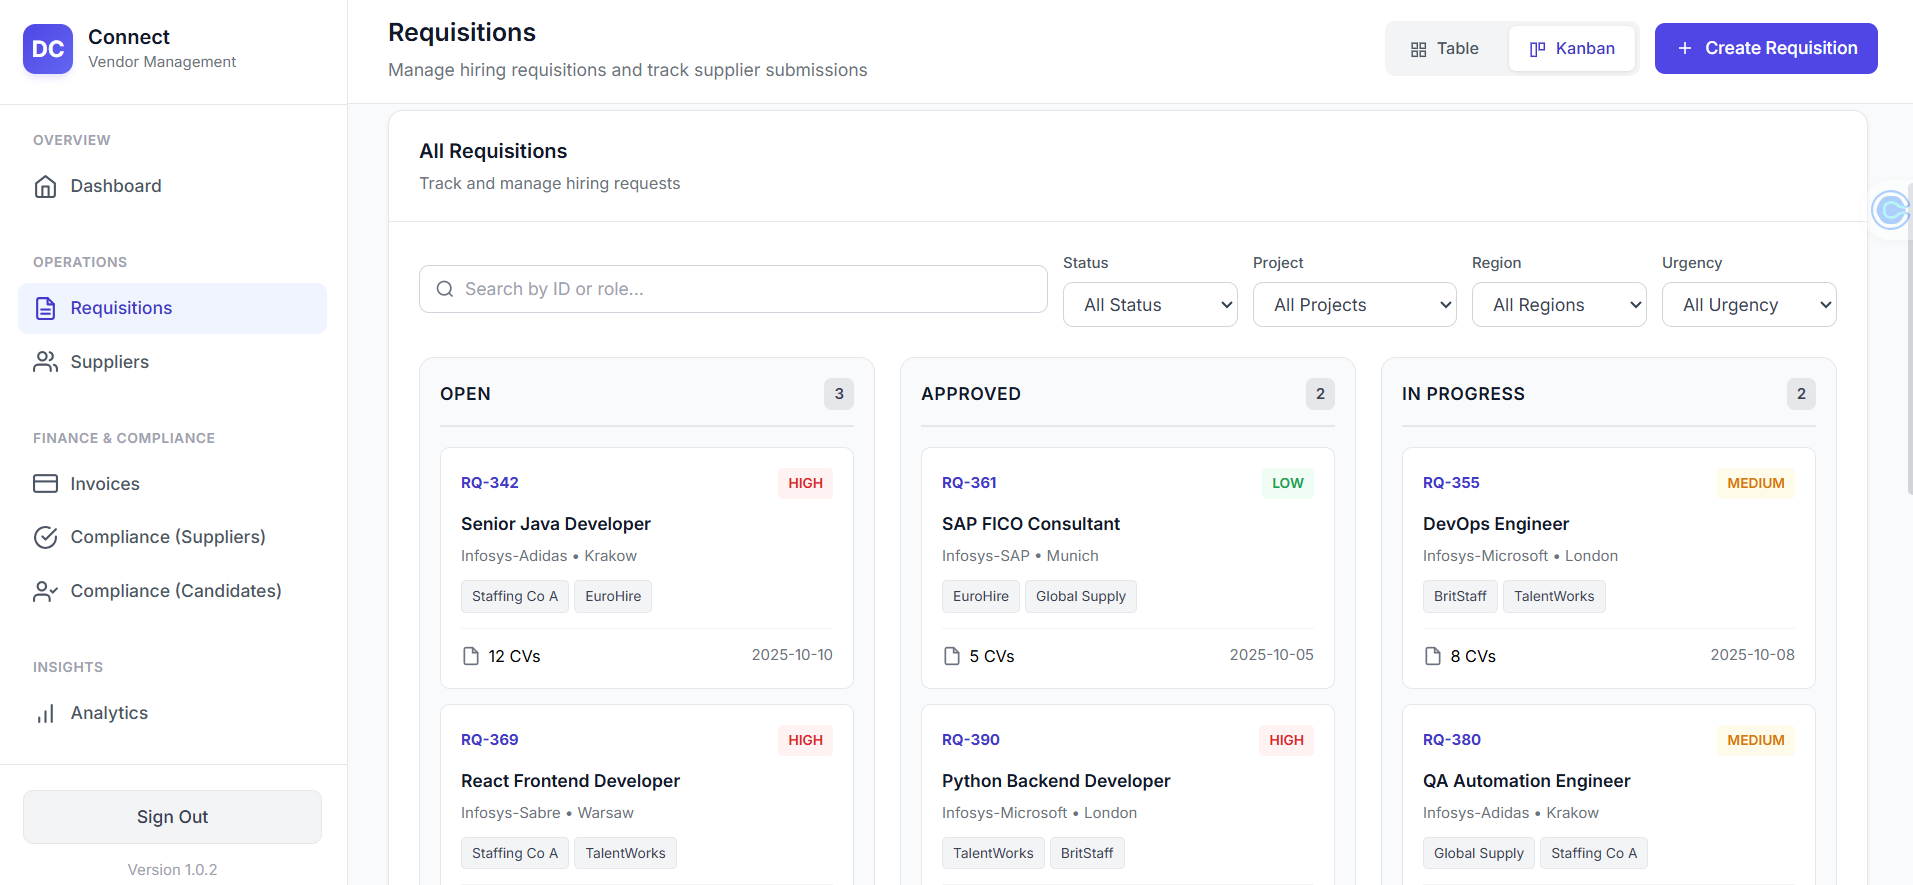 DC
Connect
Vendor Management
OVERVIEW
Dashboard
OPERATIONS
Requisitions
Suppliers
FINANCE & COMPLIANCE
Invoices
Compliance (Suppliers)
Compliance (Candidates)
INSIGHTS
Analytics
Sign Out
Version 1.0.2
Requisitions
Manage hiring requisitions and track supplier submissions
Table
Kanban
+ Create Requisition
All Requisitions
Track and manage hiring requests
Search by ID or role...
Status
All Status
Project
All Projects
Region
All Regions
Urgency
All Urgency
OPEN 3
RQ-342 HIGH
Senior Java Developer
Infosys-Adidas • Krakow
Staffing Co A EuroHire
12 CVs 2025-10-10
RQ-369 HIGH
React Frontend Developer
Infosys-Sabre • Warsaw
Staffing Co A TalentWorks
APPROVED 2
RQ-361 LOW
SAP FICO Consultant
Infosys-SAP • Munich
EuroHire Global Supply
5 CVs 2025-10-05
RQ-390 HIGH
Python Backend Developer
Infosys-Microsoft • London
TalentWorks BritStaff
IN PROGRESS 2
RQ-355 MEDIUM
DevOps Engineer
Infosys-Microsoft • London
BritStaff TalentWorks
8 CVs 2025-10-08
RQ-380 MEDIUM
QA Automation Engineer
Infosys-Adidas • Krakow
Global Supply Staffing Co A